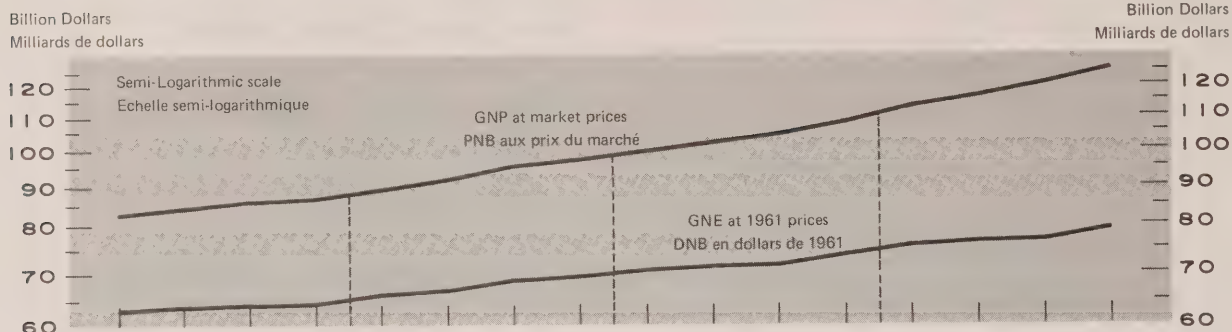 Billion Dollars
Milliards de dollars
Billion Dollars
Milliards de dollars
Semi-Logarithmic scale
Echelle semi-logarithmique
GNP at market prices
PNB aux prix du marché
GNE at 1961 prices
DNB en dollars de 1961
120
110
100
90
80
70
60
120
110
100
90
80
70
60